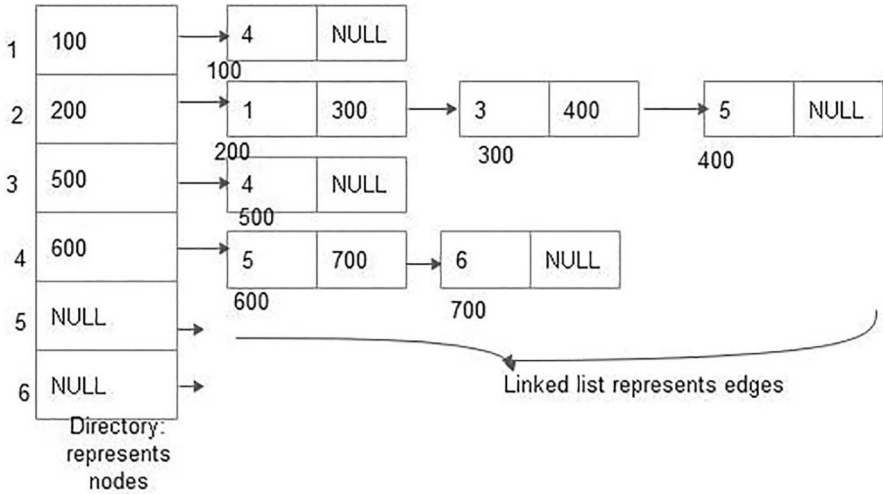 1 100 4 NULL
100
2 200 1 300 3 400 5 NULL
200 300 400
3 500 4 NULL
500
4 600 5 700 6 NULL
600 700
5 NULL
6 NULL
Linked list represents edges
Directory:
represents
nodes